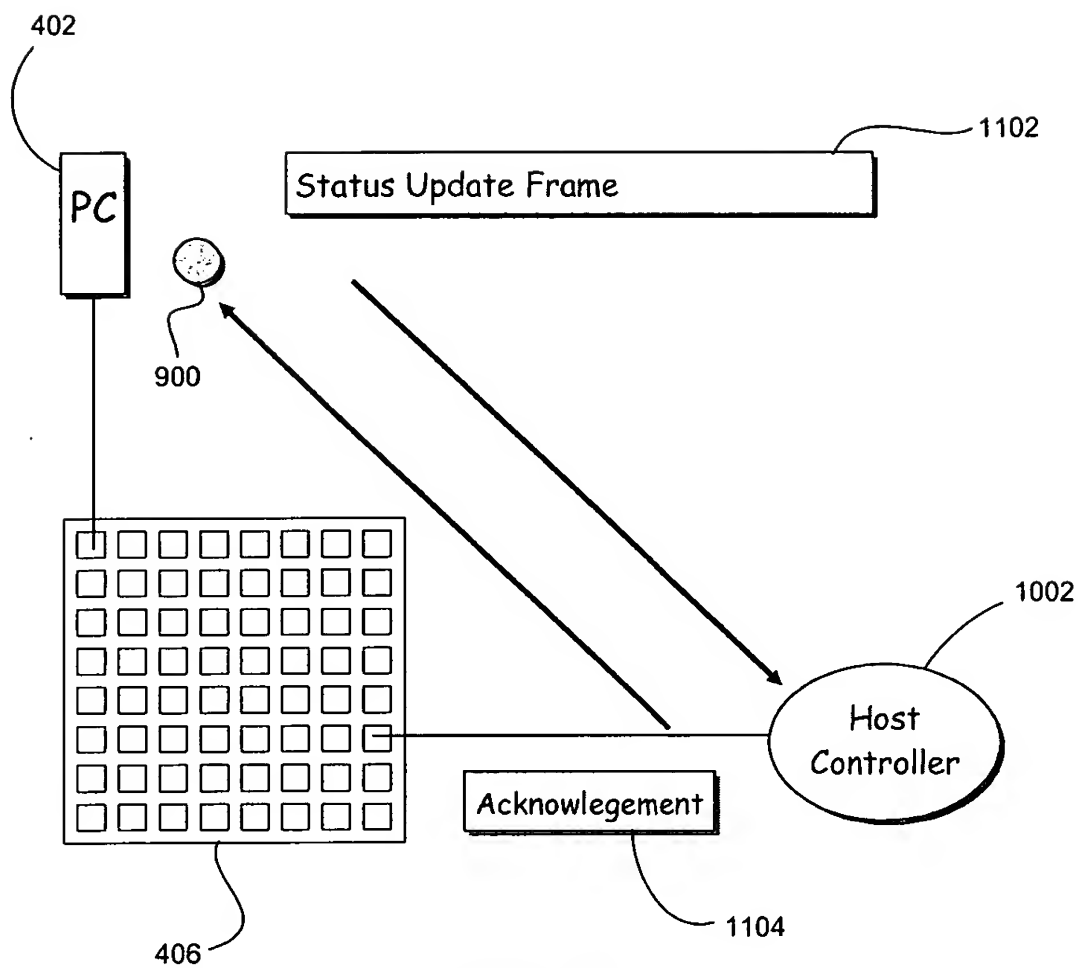 402
1102
PC
Status Update Frame
900
1002
Host
Controller
Acknowlegement
1104
406